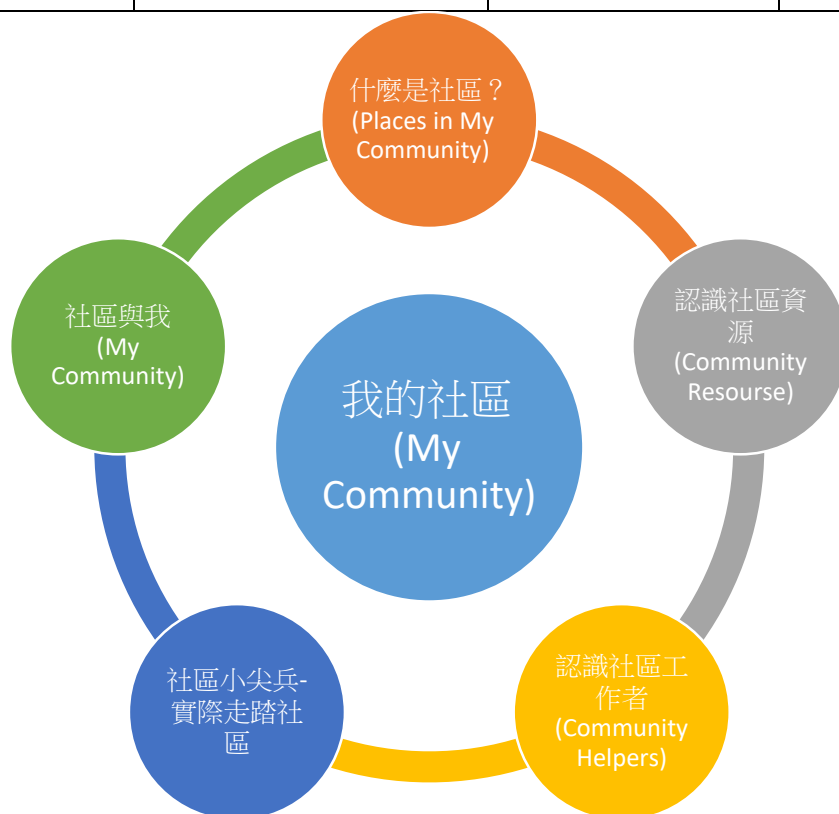 什麼是社區？
(Places in My
Community)
認識社區資
源
(Community
Resourse)
認識社區工
作者
(Community
Helpers)
社區小尖兵-
實際走踏社
區
社區與我
(My
Community)
我的社區
(My
Community)